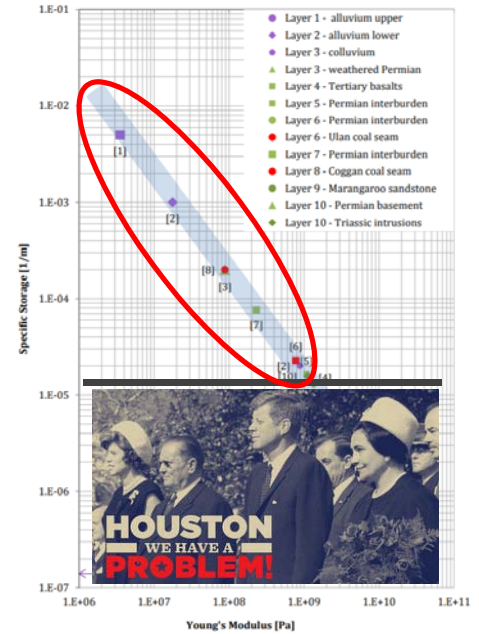 1.E-01
1.E-02
1.E-03
1.E-04
1.E-05
1.E-06
1.E-07
Specific Storage [1/m]
Layer 1 - alluvium upper
Layer 2 - alluvium lower
Layer 3 - colluvium
Layer 3 - weathered Permian
Layer 4 - Tertiary basalts
Layer 5 - Permian interburden
Layer 6 - Permian interburden
Layer 6 - Ulan coal seam
Layer 7 - Permian interburden
Layer 8 - Coggan coal seam
Layer 9 - Marangaroo sandstone
Layer 10 - Permian basement
Layer 10 - Triassic intrusions
[1]
[2]
[8]
[3]
[7]
[6]
[2] [5]
[10] [4]
HOUSTON
WE HAVE A
PROBLEM!
1.E+06 1.E+07 1.E+08 1.E+09 1.E+10 1.E+11
Young's Modulus [Pa]